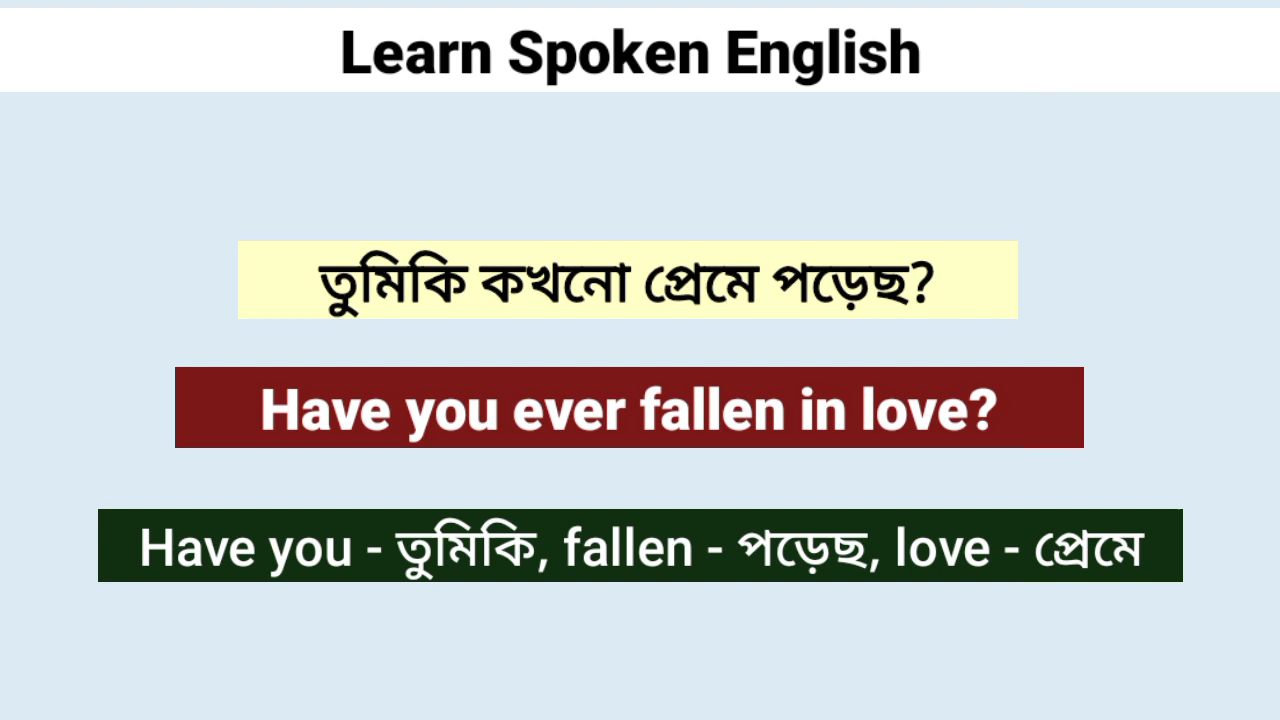 Learn Spoken English
তুমিকি কখনো প্রেমে পড়েছ?
Have you ever fallen in love?
Have you - তুমিকি, fallen - পড়েছ, love - প্রেমে